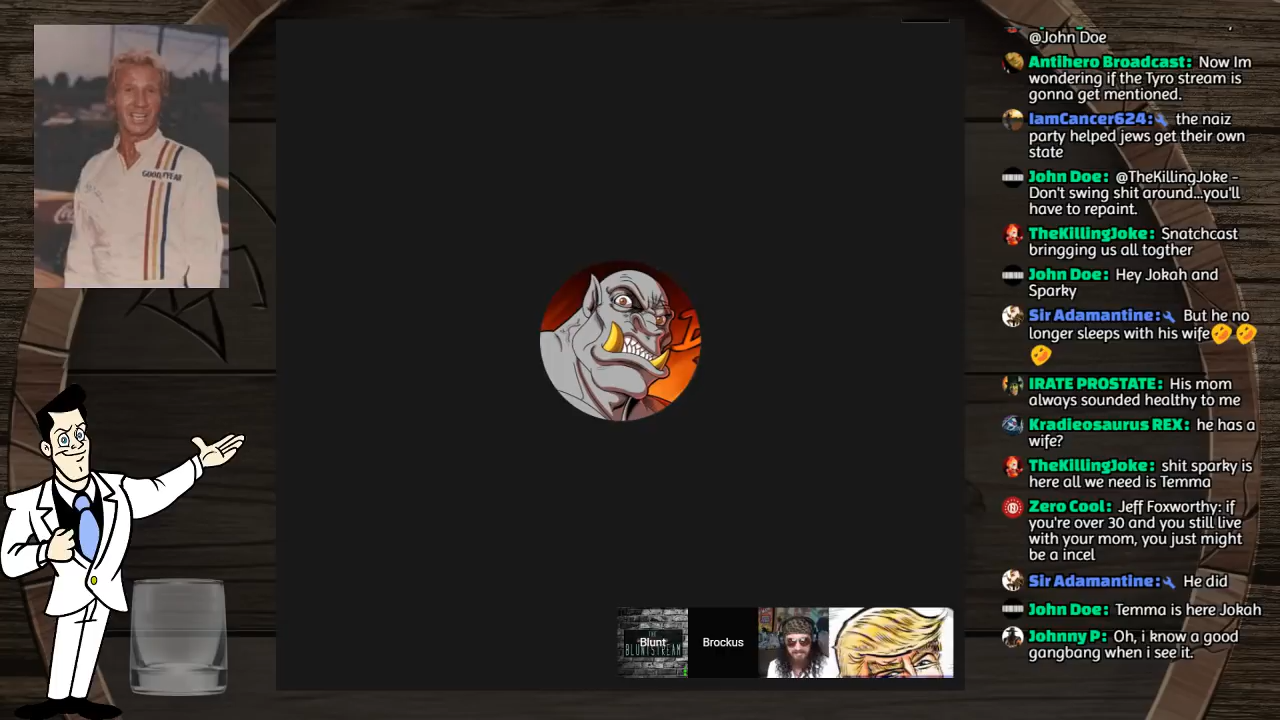 GOODYEAR
Blunt
BLUNTSTREAM
Brockus
@John Doe
Antihero Broadcast: Now Im
wondering if the Tyro stream is
gonna get mentioned.
IamCancer624: the naiz
party helped jews get their own
state
John Doe: @TheKillingJoke -
Don't swing shit around...you'll
have to repaint.
TheKillingJoke: Snatchcast
bringging us all togther
John Doe: Hey Jokah and
Sparky
Sir Adamantine: But he no
longer sleeps with his wife
IRATE PROSTATE: His mom
always sounded healthy to me
Kradieosaurus REX: he has a
wife?
TheKillingJoke: shit sparky is
here all we need is Temma
Zero Cool: Jeff Foxworthy: if
you're over 30 and you still live
with your mom, you just might
be a incel
Sir Adamantine: He did
John Doe: Temma is here Jokah
Johnny P: Oh, i know a good
gangbang when i see it.